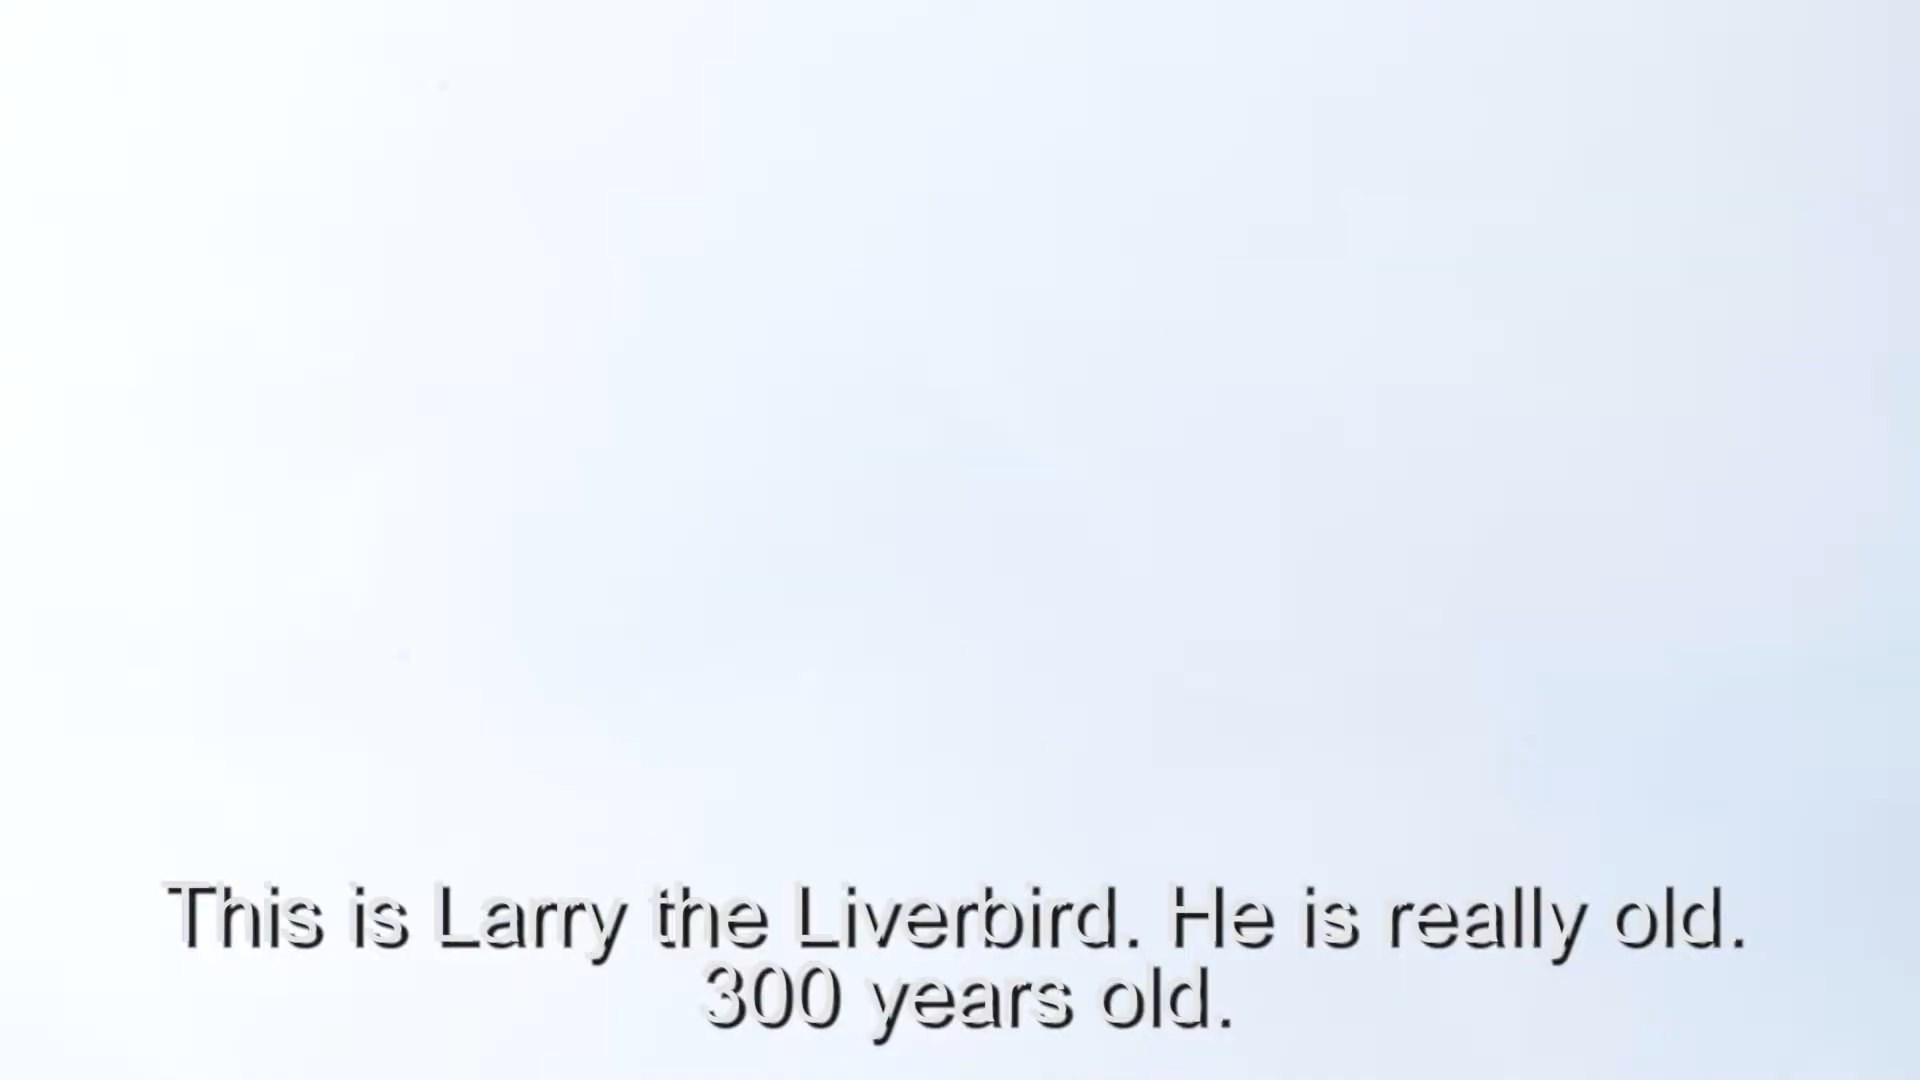 This is Larry the Liverbird. He is really old.
300 years old.